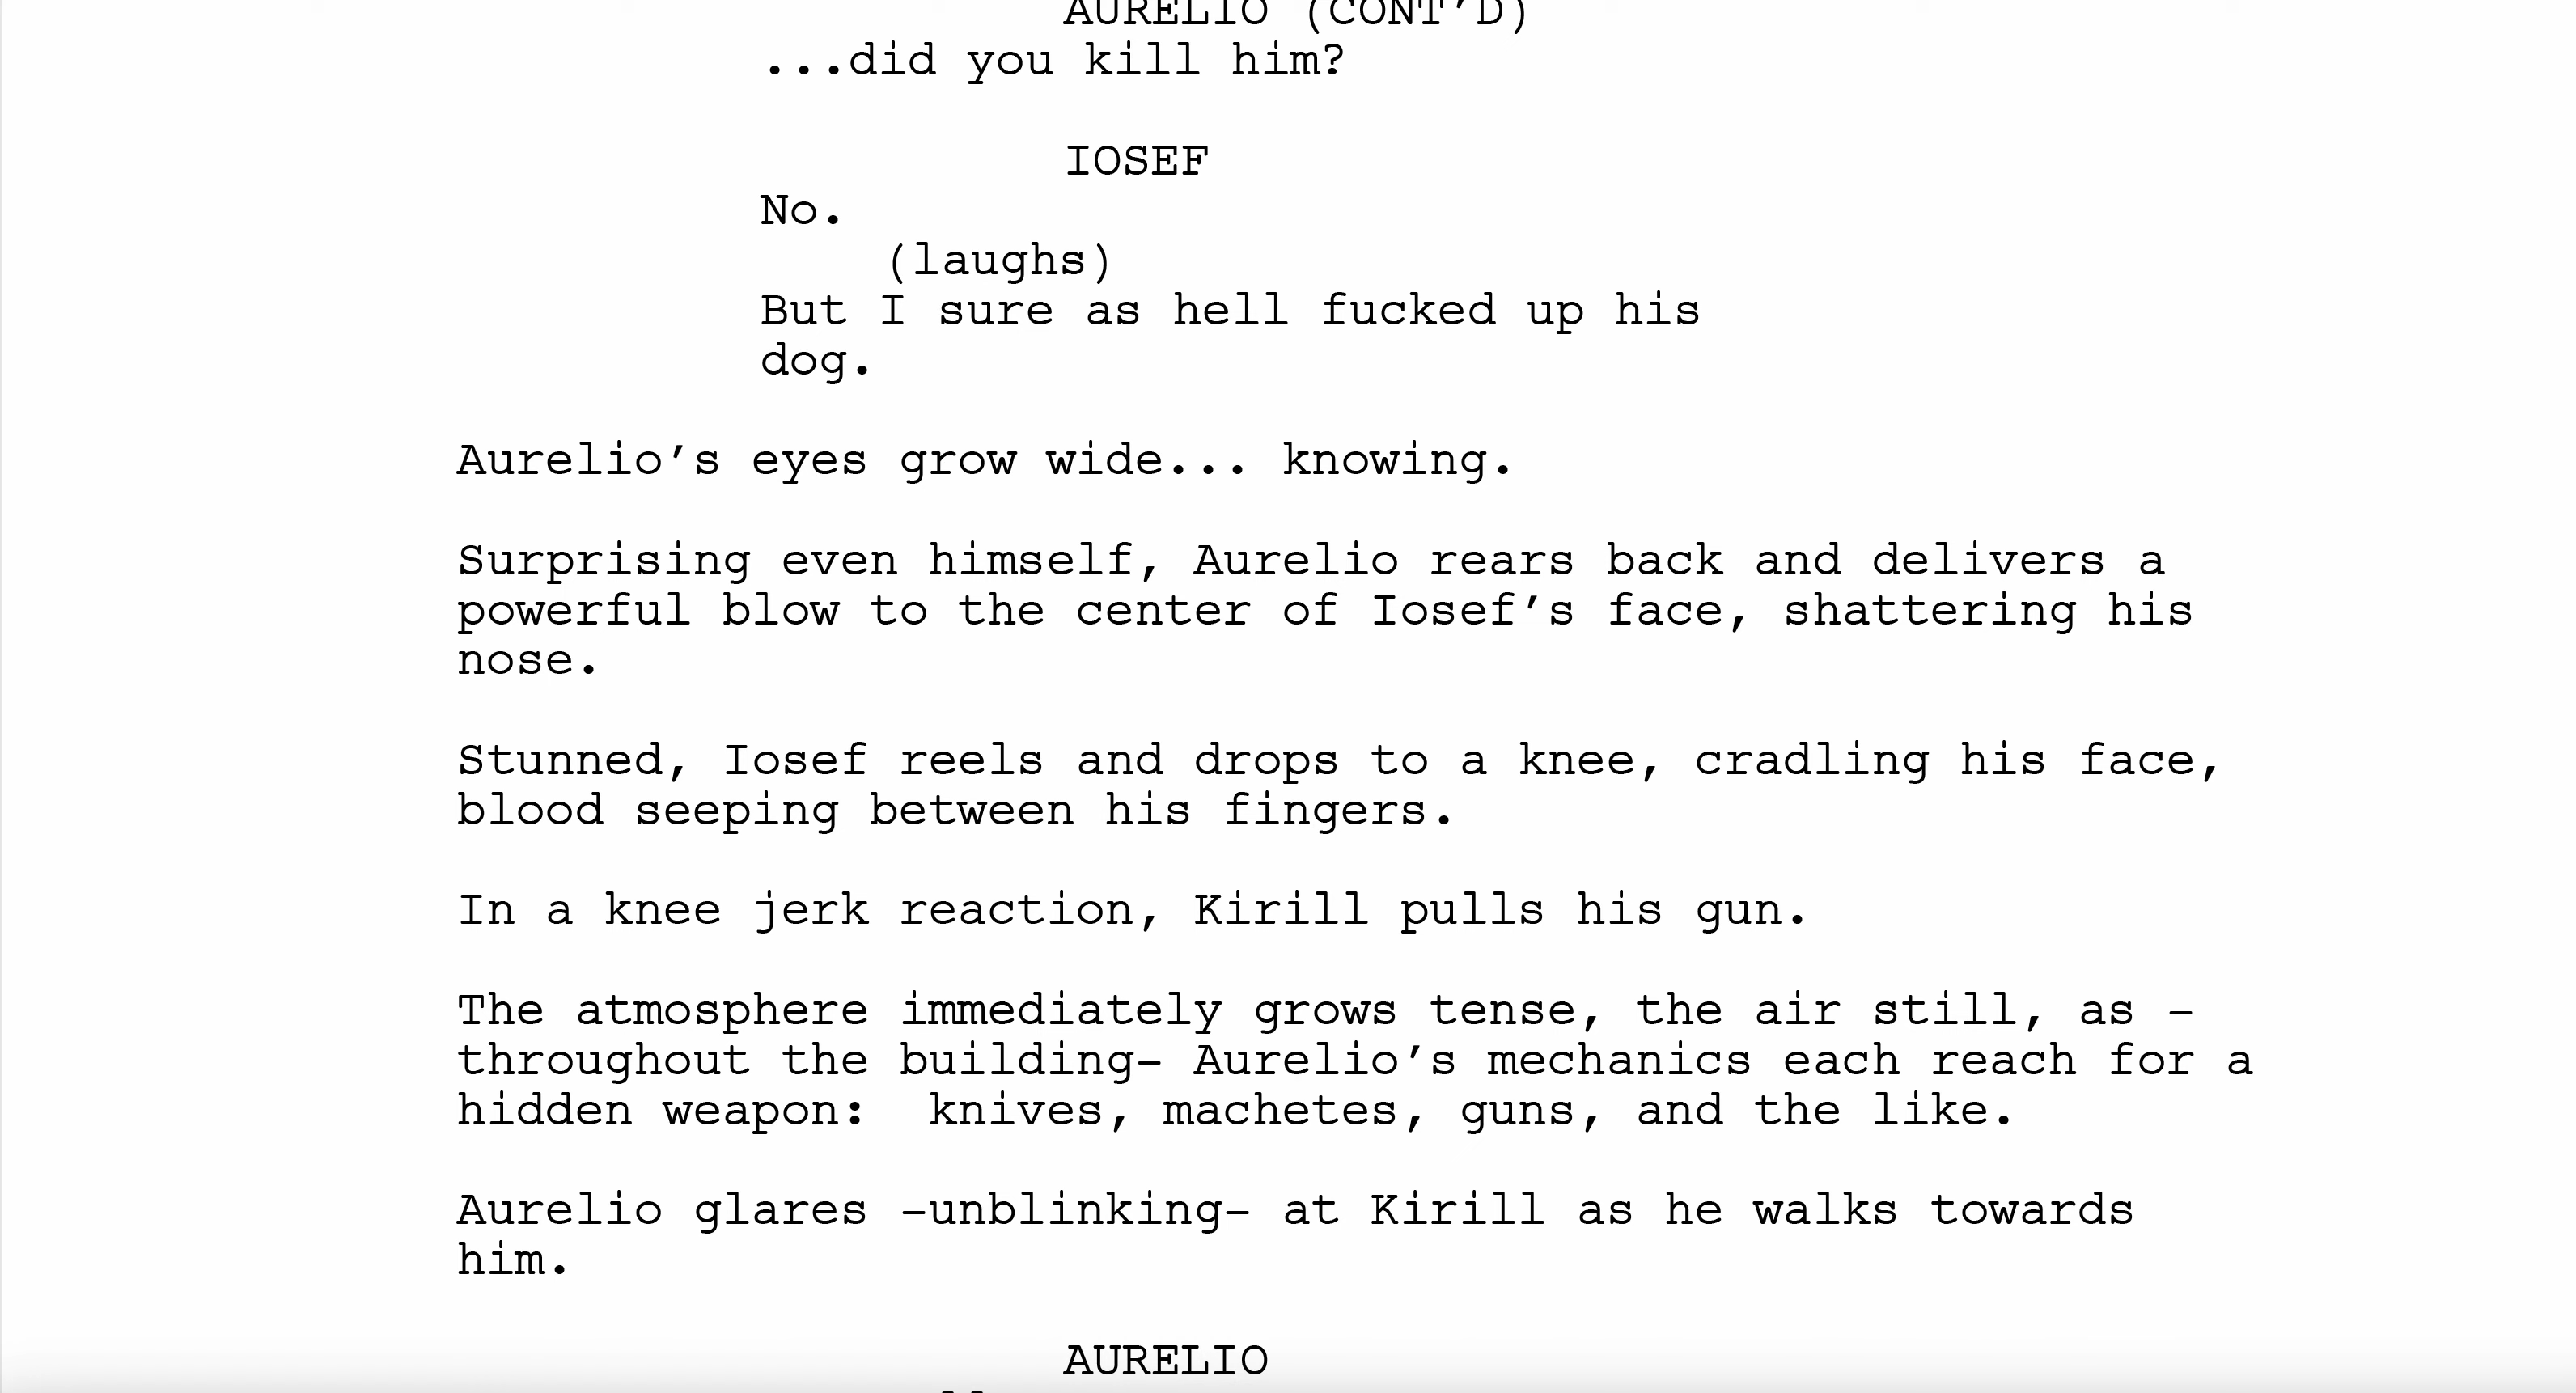 AURELIO (CONT’D)
...did you kill him?
IOSEF
No.
(laughs)
But I sure as hell fucked up his
dog.
Aurelio’s eyes grow wide... knowing.
Surprising even himself, Aurelio rears back and delivers a
powerful blow to the center of Iosef’s face, shattering his
nose.
Stunned, Iosef reels and drops to a knee, cradling his face,
blood seeping between his fingers.
In a knee jerk reaction, Kirill pulls his gun.
The atmosphere immediately grows tense, the air still, as -
throughout the building- Aurelio’s mechanics each reach for a
hidden weapon:  knives, machetes, guns, and the like.
Aurelio glares -unblinking- at Kirill as he walks towards
him.
AURELIO